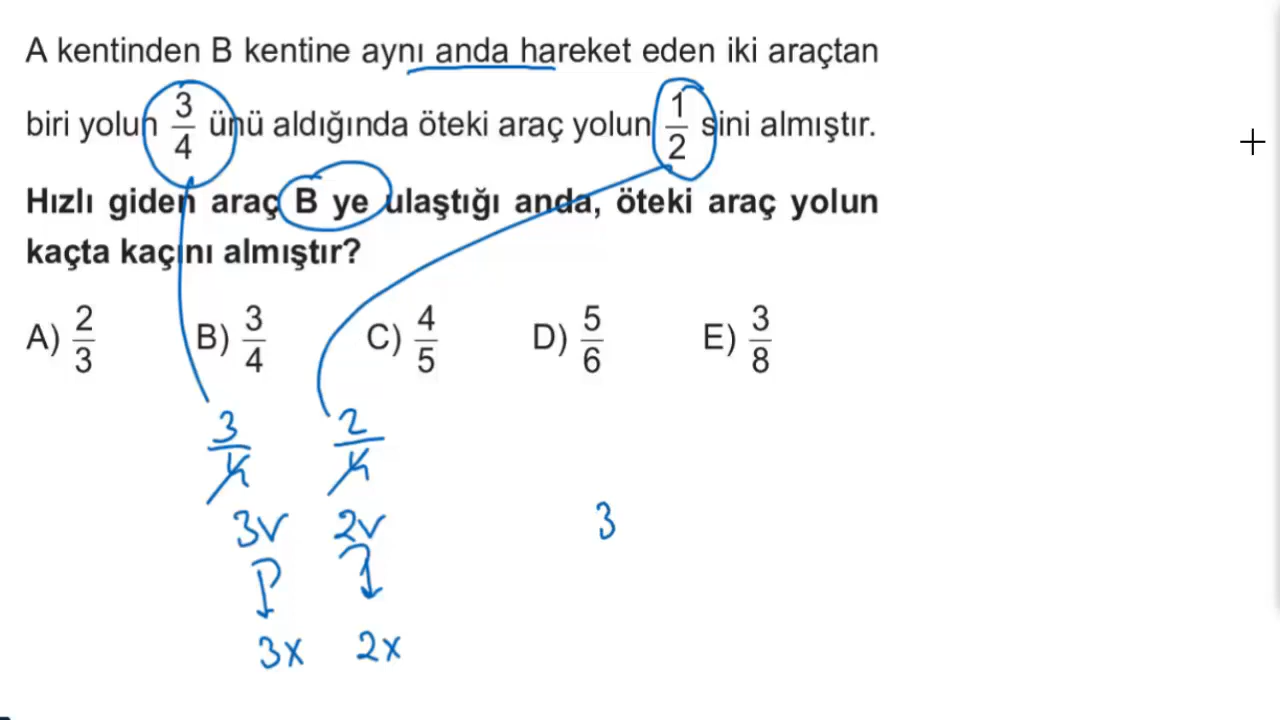 A kentinden B kentine aynı anda hareket eden iki araçtan
biri yolun 3/4 ünü aldığında öteki araç yolun 1/2 sini almıştır.
Hızlı giden araç B ye ulaştığı anda, öteki araç yolun
kaçta kaçını almıştır?
A) 2/3 B) 3/4 C) 4/5 D) 5/6 E) 3/8
3/4 2/4
3v 2v 3
3x 2x